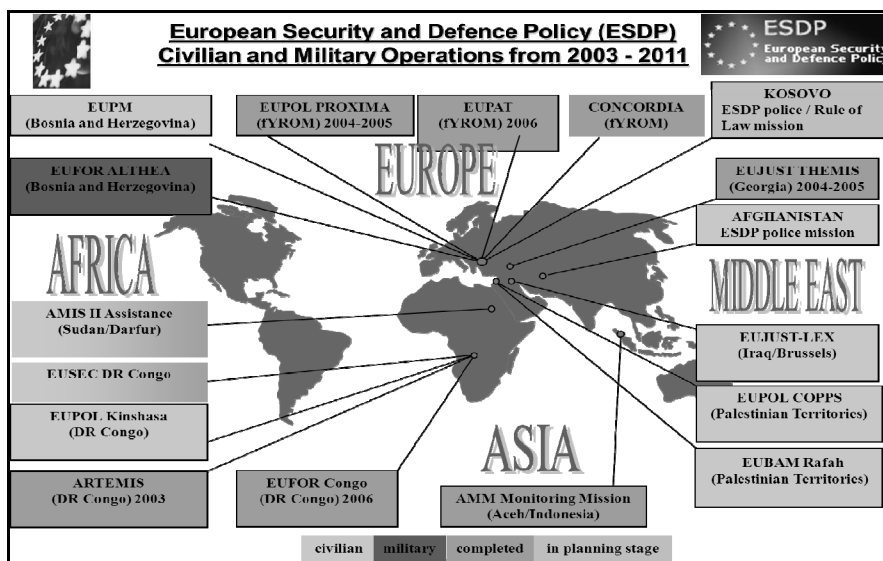 European Security and Defence Policy (ESDP)
Civilian and Military Operations from 2003 - 2011
ESDP
European Security
and Defence Policy
EUPM
(Bosnia and Herzegovina)
EUPOL PROXIMA
(fYROM) 2004-2005
EUPAT
(fYROM) 2006
CONCORDIA
(fYROM)
KOSOVO
ESDP police / Rule of
Law mission
EUFOR ALTHEA
(Bosnia and Herzegovina)
EUROPE
EUJUST THEMIS
(Georgia) 2004-2005
AFGHANISTAN
ESDP police mission
AFRICA
MIDDLE EAST
AMIS II Assistance
(Sudan/Darfur)
EUJUST-LEX
(Iraq/Brussels)
EUSEC DR Congo
EUPOL COPPS
(Palestinian Territories)
EUPOL Kinshasa
(DR Congo)
ASIA
EUBAM Rafah
(Palestinian Territories)
ARTEMIS
(DR Congo) 2003
EUFOR Congo
(DR Congo) 2006
AMM Monitoring Mission
(Aceh/Indonesia)
civilian military completed in planning stage